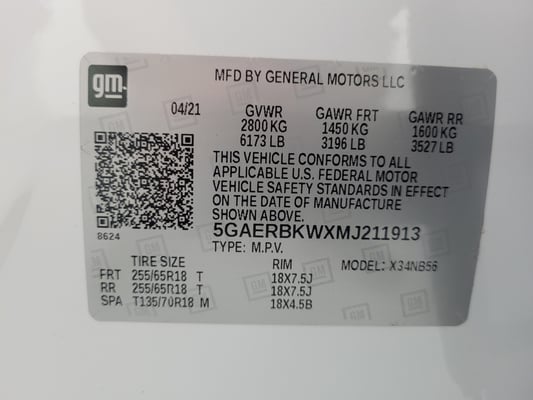 gm
MFD BY GENERAL MOTORS LLC
04/21 GVWR GAWR FRT GAWR RR
2800 KG 1450 KG 1600 KG
6173 LB 3196 LB 3527 LB
THIS VEHICLE CONFORMS TO ALL
APPLICABLE U.S. FEDERAL MOTOR
VEHICLE SAFETY STANDARDS IN EFFECT
ON THE DATE OF MANUFACTURE
SHOWN ABOVE.
8624
5GAERBKWXMJ211913
TYPE: M.P.V.
TIRE SIZE RIM MODEL: X34NB56
FRT 255/65R18 T 18X7.5J
RR 255/65R18 T 18X7.5J
SPA T135/70R18 M 18X4.5B